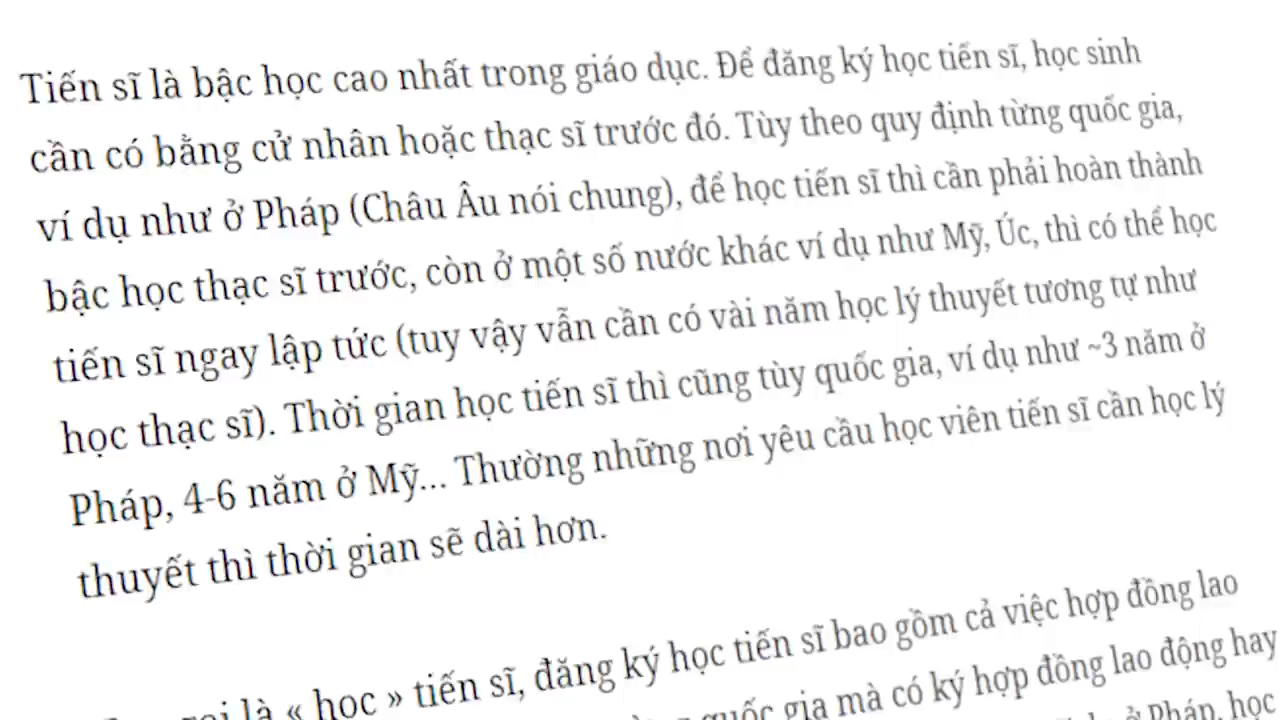 Tiến sĩ là bậc học cao nhất trong giáo dục. Để đăng ký học tiến sĩ, học sinh
cần có bằng cử nhân hoặc thạc sĩ trước đó. Tùy theo quy định từng quốc gia,
ví dụ như ở Pháp (Châu Âu nói chung), để học tiến sĩ thì cần phải hoàn thành
bậc học thạc sĩ trước, còn ở một số nước khác ví dụ như Mỹ, Úc, thì có thể học
tiến sĩ ngay lập tức (tuy vậy vẫn cần có vài năm học lý thuyết tương tự như
học thạc sĩ). Thời gian học tiến sĩ thì cũng tùy quốc gia, ví dụ như ~3 năm ở
Pháp, 4-6 năm ở Mỹ... Thường những nơi yêu cầu học viên tiến sĩ cần học lý
thuyết thì thời gian sẽ dài hơn.
là « học » tiến sĩ, đăng ký học tiến sĩ bao gồm cả việc hợp đồng lao
quốc gia mà có ký hợp đồng lao động hay
ở Pháp, học